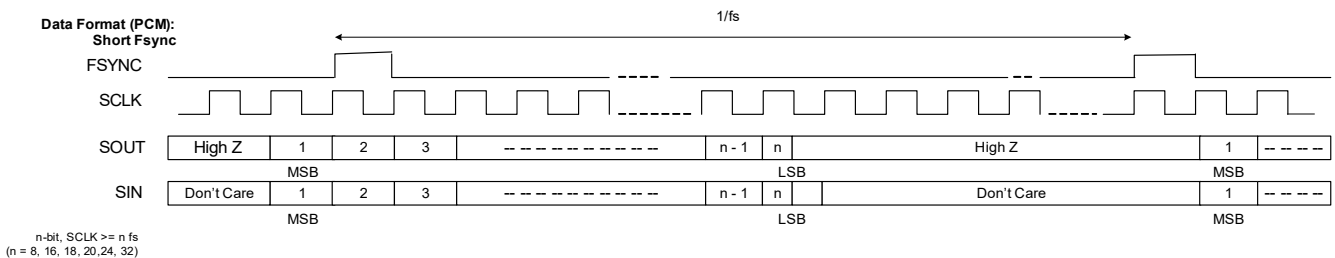 1/fs
Data Format (PCM):
Short Fsync
FSYNC
SCLK
SOUT High Z 1 2 3 -- -- -- -- -- -- -- -- -- -- n - 1 n High Z 1 -- -- -- --
MSB LSB MSB
SIN Don't Care 1 2 3 -- -- -- -- -- -- -- -- -- -- n - 1 n Don't Care 1 -- -- -- --
MSB LSB MSB
n-bit, SCLK >= n fs
(n = 8, 16, 18, 20,24, 32)